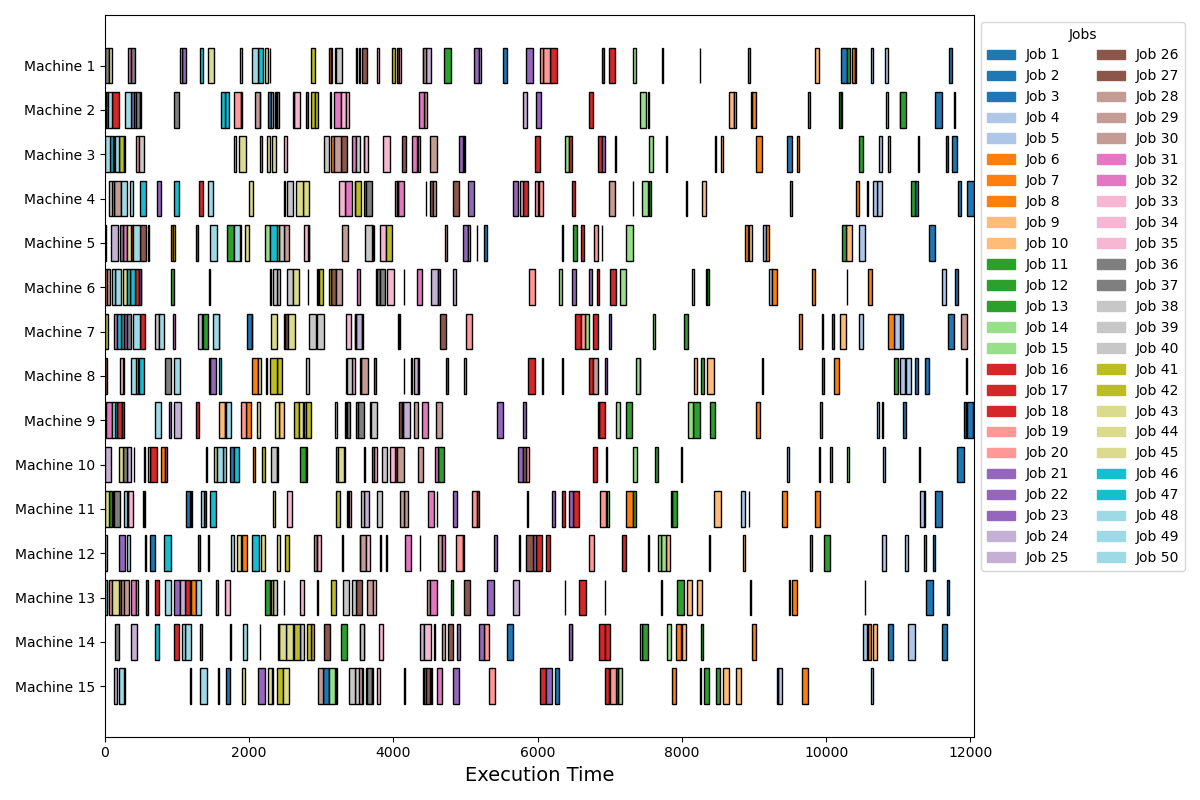 Machine 1
Machine 2
Machine 3
Machine 4
Machine 5
Machine 6
Machine 7
Machine 8
Machine 9
Machine 10
Machine 11
Machine 12
Machine 13
Machine 14
Machine 15
0 2000 4000 6000 8000 10000 12000
Execution Time
Jobs
Job 1
Job 2
Job 3
Job 4
Job 5
Job 6
Job 7
Job 8
Job 9
Job 10
Job 11
Job 12
Job 13
Job 14
Job 15
Job 16
Job 17
Job 18
Job 19
Job 20
Job 21
Job 22
Job 23
Job 24
Job 25
Job 26
Job 27
Job 28
Job 29
Job 30
Job 31
Job 32
Job 33
Job 34
Job 35
Job 36
Job 37
Job 38
Job 39
Job 40
Job 41
Job 42
Job 43
Job 44
Job 45
Job 46
Job 47
Job 48
Job 49
Job 50